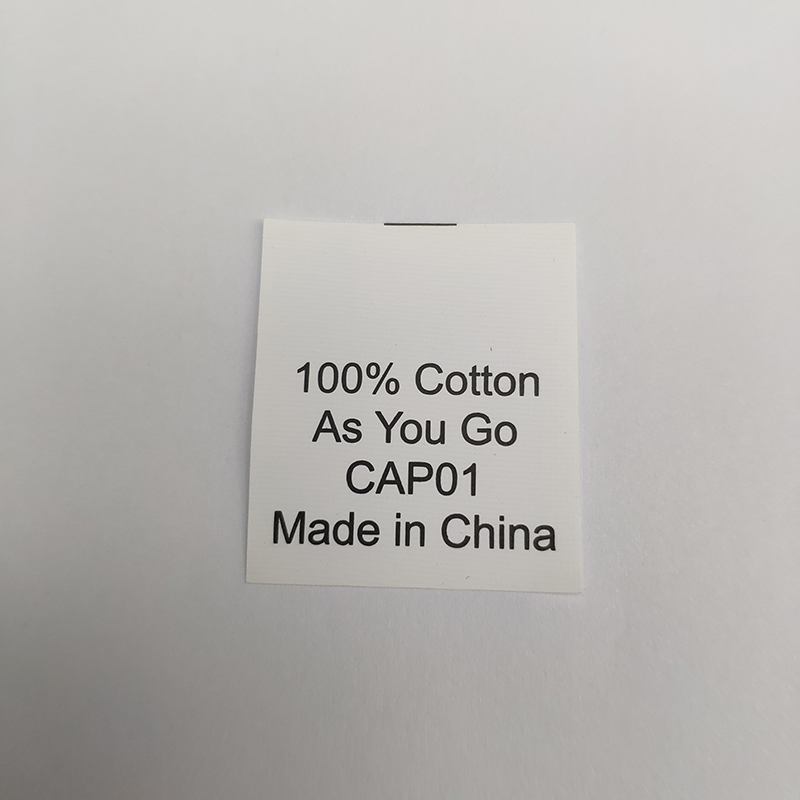 100% Cotton
As You Go
CAP01
Made in China